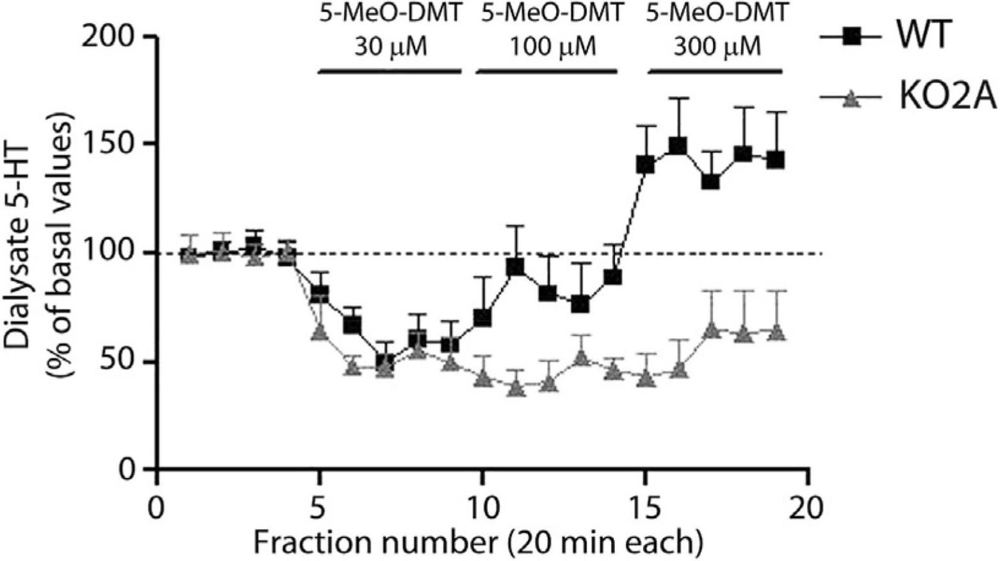 5-MeO-DMT 5-MeO-DMT 5-MeO-DMT
30 μM 100 μM 300 μM
WT
KO2A
Dialysate 5-HT
(% of basal values)
200
150
100
50
0
0 5 10 15 20
Fraction number (20 min each)